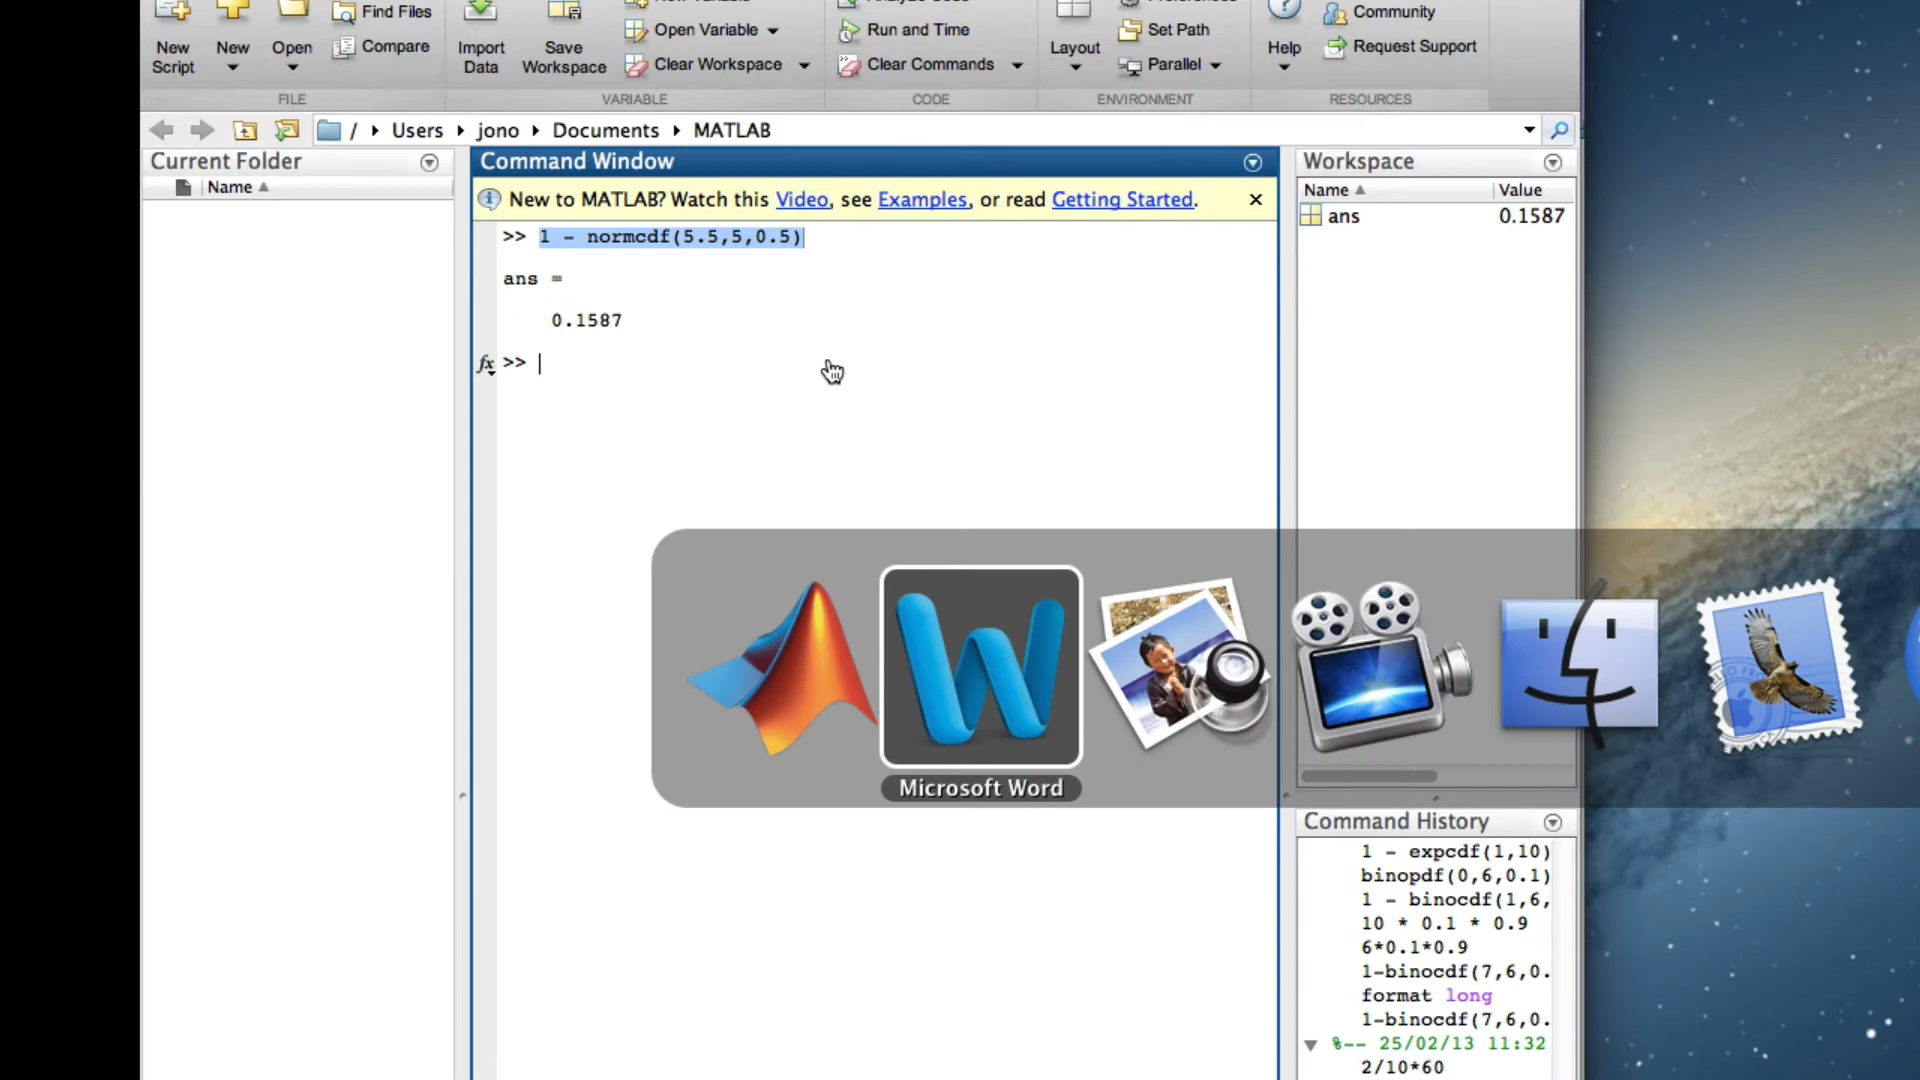 Find Files
Compare
New Script
New
Open
Import Data
Save Workspace
Open Variable
Clear Workspace
Run and Time
Clear Commands
Layout
Preferences
Set Path
Parallel
Help
Community
Request Support
FILE
VARIABLE
CODE
ENVIRONMENT
RESOURCES
/ Users jono Documents MATLAB
Current Folder
Name
Command Window
New to MATLAB? Watch this Video, see Examples, or read Getting Started.
>> 1 - normcdf(5.5,5,0.5)
ans =
0.1587
fx >>
Workspace
Name Value
ans 0.1587
Microsoft Word
Command History
1 - expcdf(1,10)
binopdf(0,6,0.1)
1 - binocdf(1,6,
10 * 0.1 * 0.9
6*0.1*0.9
1-binocdf(7,6,0.
format long
1-binocdf(7,6,0.
%-- 25/02/13 11:32
2/10*60